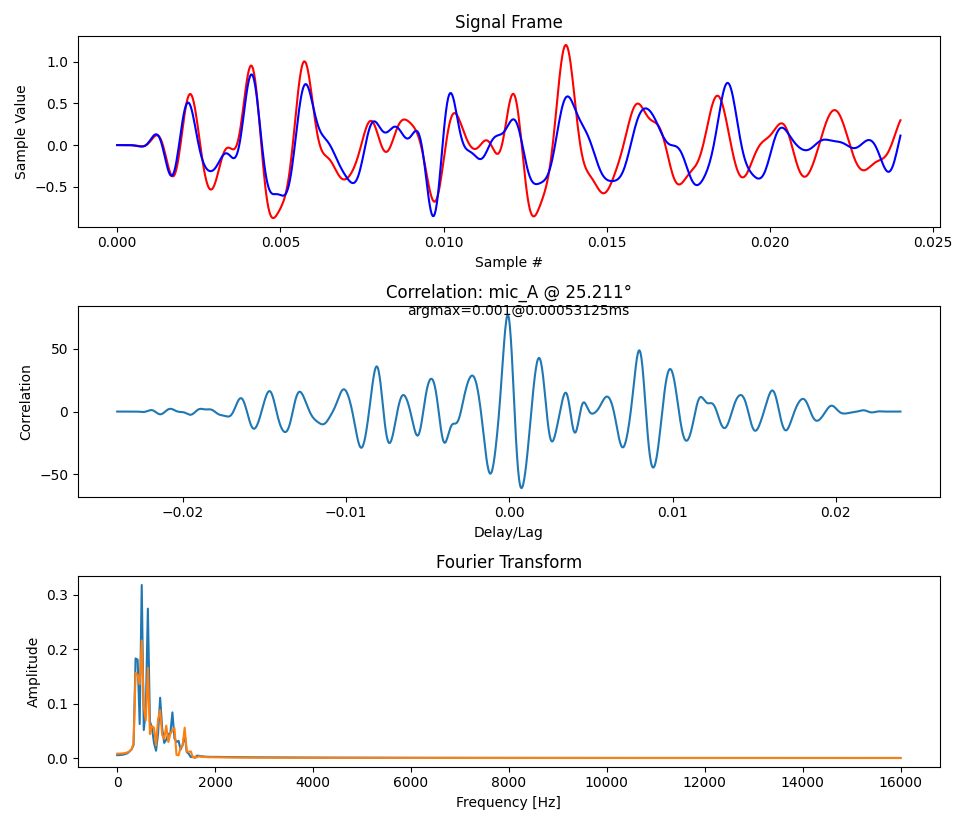 Signal Frame
Sample Value
1.0
0.5
0.0
−0.5
0.000 0.005 0.010 0.015 0.020 0.025
Sample #
Correlation: mic_A @ 25.211°
argmax=0.001@0.00053125ms
Correlation
50
0
−50
−0.02 −0.01 0.00 0.01 0.02
Delay/Lag
Fourier Transform
Amplitude
0.3
0.2
0.1
0.0
0 2000 4000 6000 8000 10000 12000 14000 16000
Frequency [Hz]